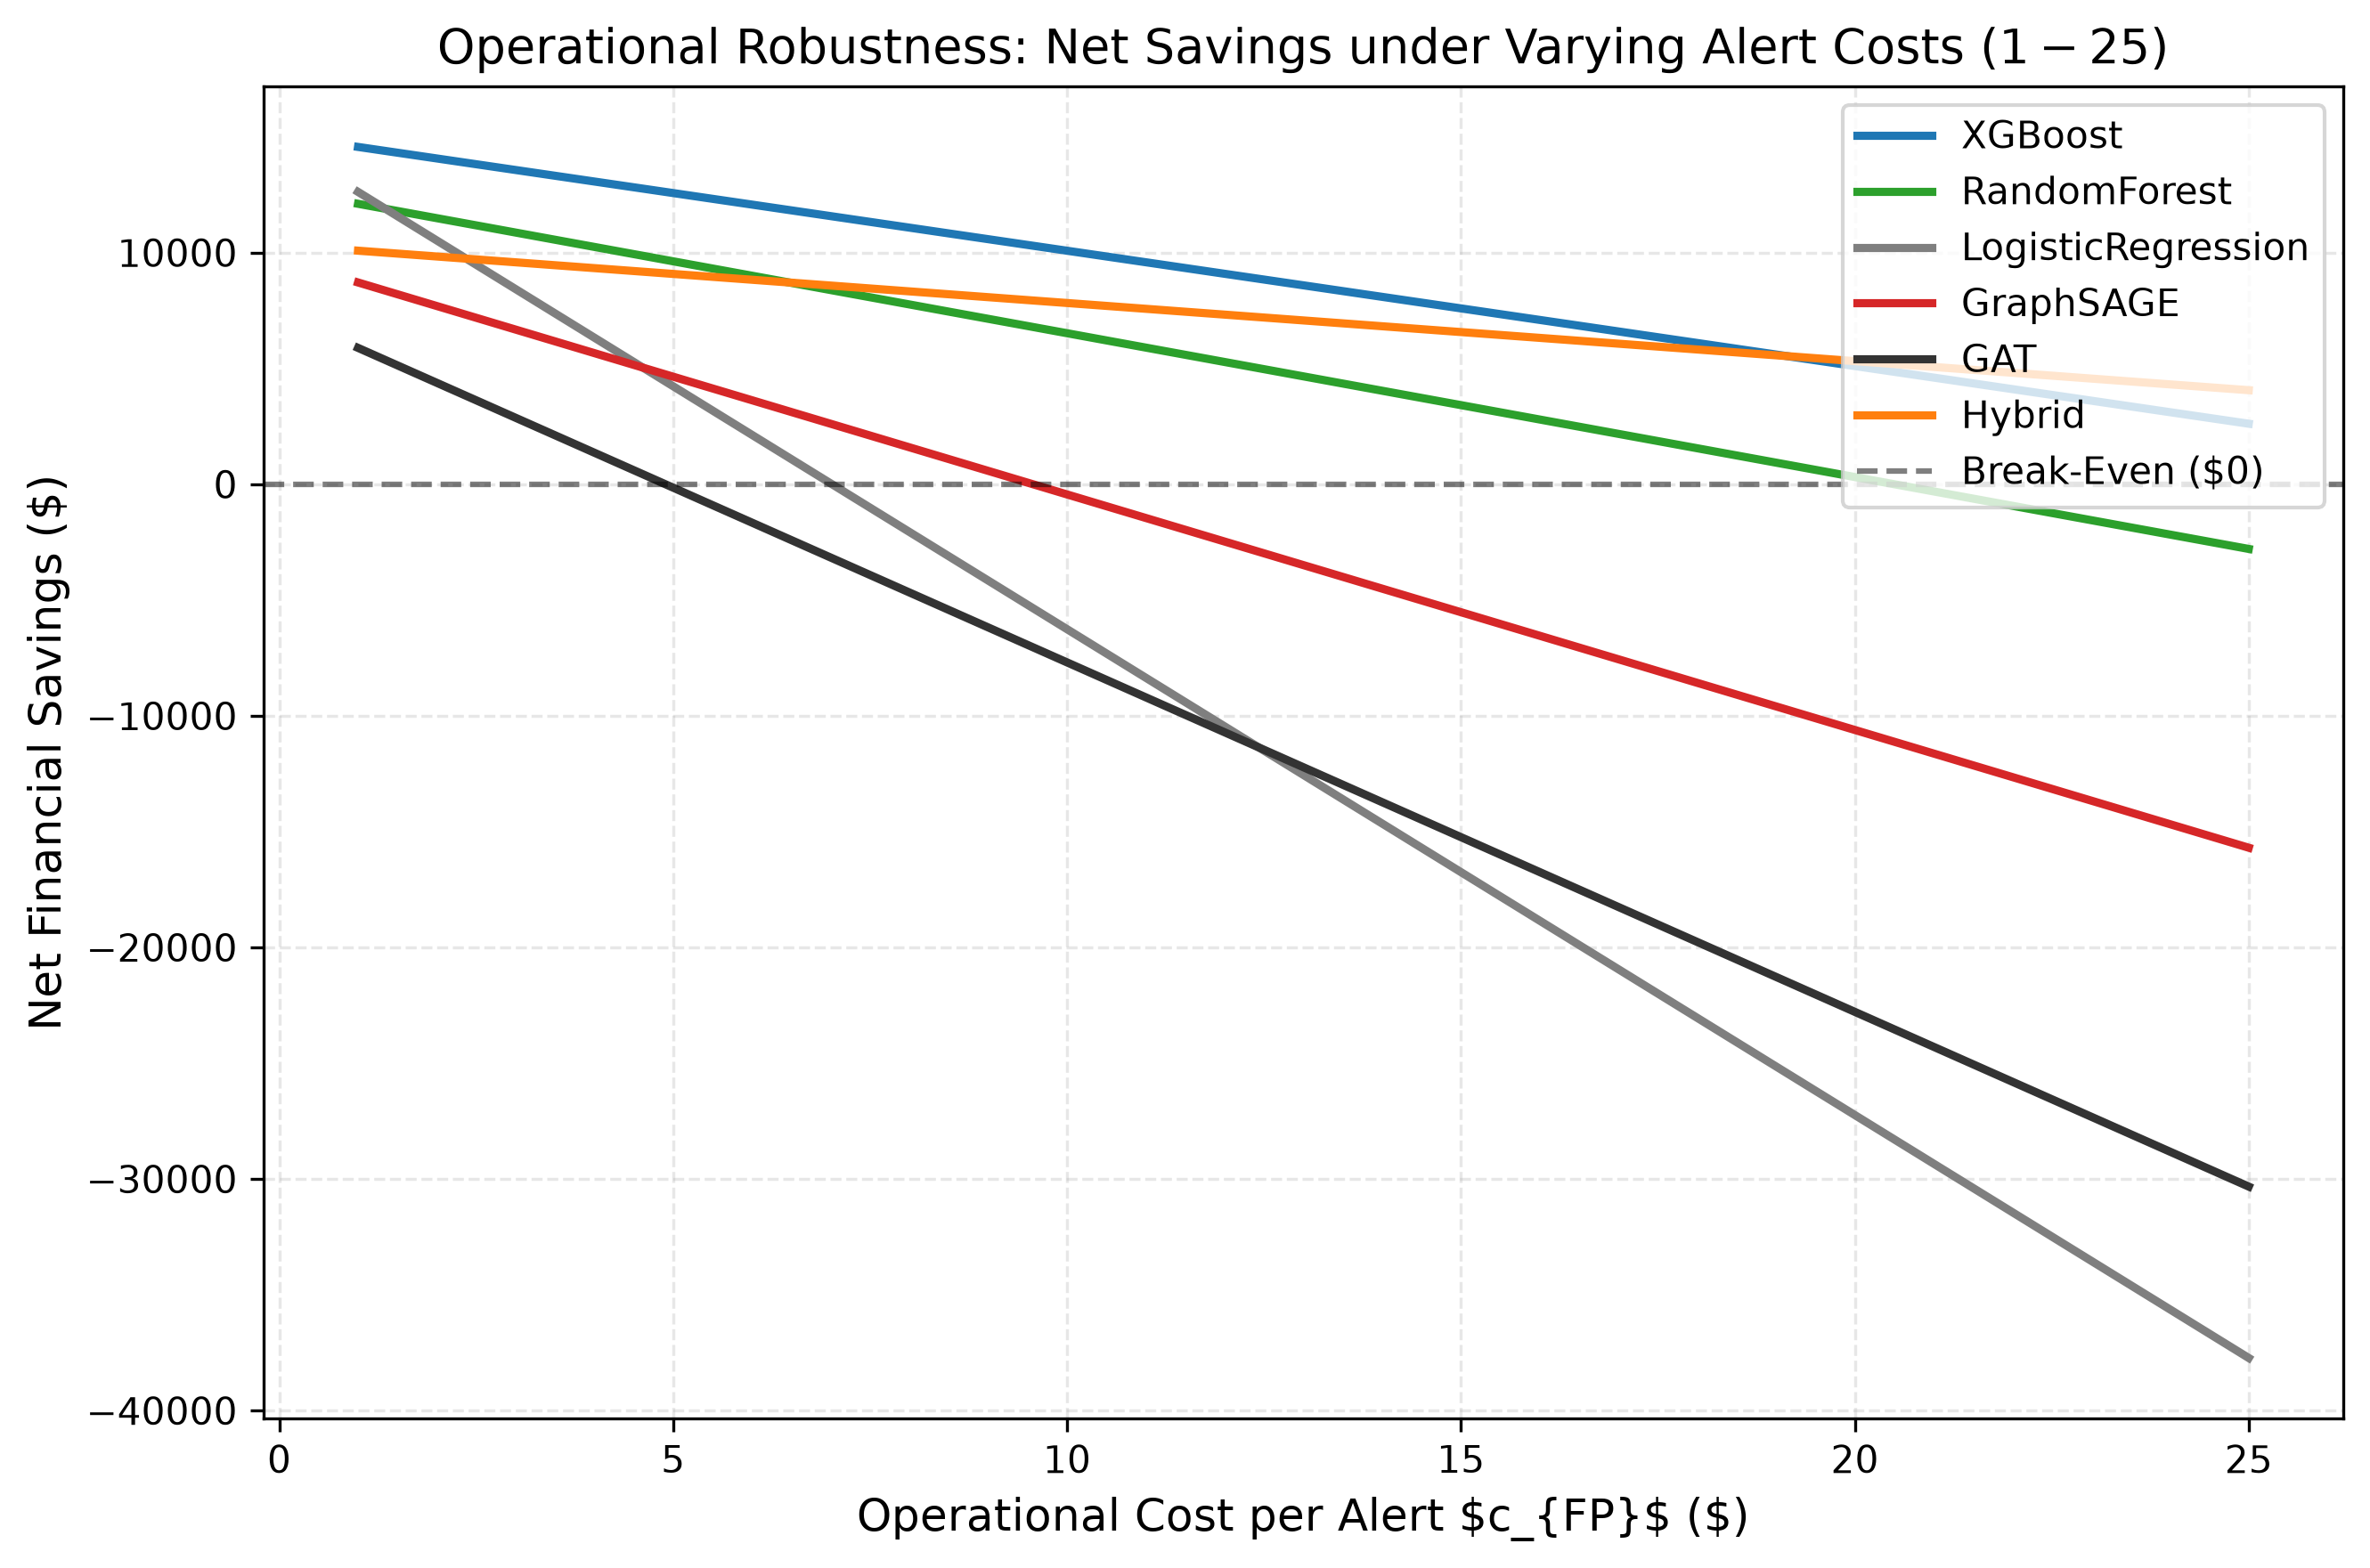 Operational Robustness: Net Savings under Varying Alert Costs (1 − 25)
XGBoost
RandomForest
LogisticRegression
GraphSAGE
GAT
Hybrid
Break-Even ($0)
Net Financial Savings ($)
10000
0
−10000
−20000
−30000
−40000
0
5
10
15
20
25
Operational Cost per Alert $c_{FP}$ ($)